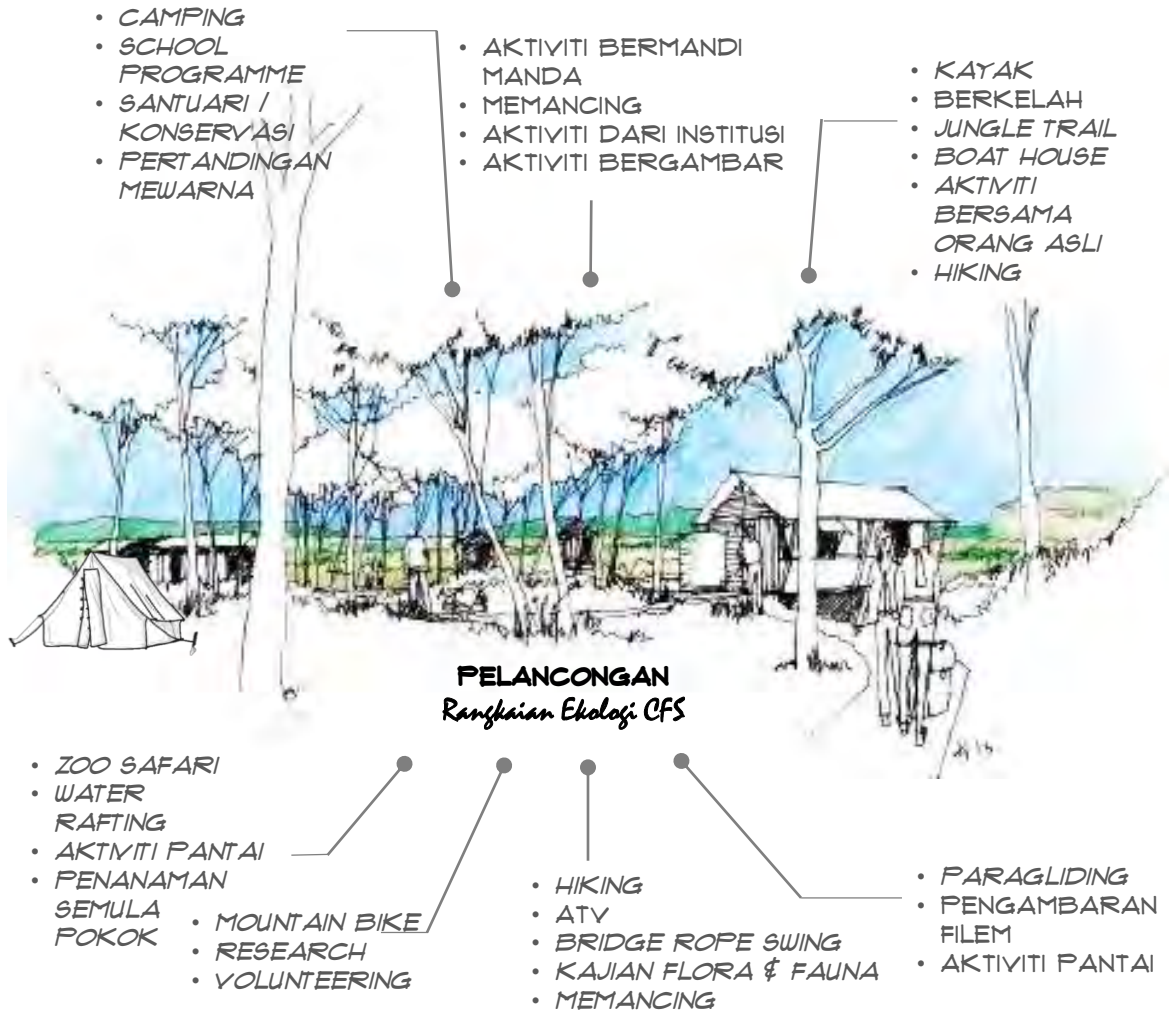 • CAMPING
• SCHOOL
PROGRAMME
• SANTUARI /
KONSERVASI
• PERTANDINGAN
MEWARNA
• AKTIVITI BERMANDI
MANDA
• MEMANCING
• AKTIVITI DARI INSTITUSI
• AKTIVITI BERGAMBAR
• KAYAK
• BERKELAH
• JUNGLE TRAIL
• BOAT HOUSE
• AKTIVITI
BERSAMA
ORANG ASLI
• HIKING
PELANCONGAN
Rangkaian Ekologi CFS
• ZOO SAFARI
• WATER
RAFTING
• AKTIVITI PANTAI
• PENANAMAN
SEMULA
POKOK
• MOUNTAIN BIKE
• RESEARCH
• VOLUNTEERING
• HIKING
• ATV
• BRIDGE ROPE SWING
• KAJIAN FLORA & FAUNA
• MEMANCING
• PARAGLIDING
• PENGAMBARAN
FILEM
• AKTIVITI PANTAI